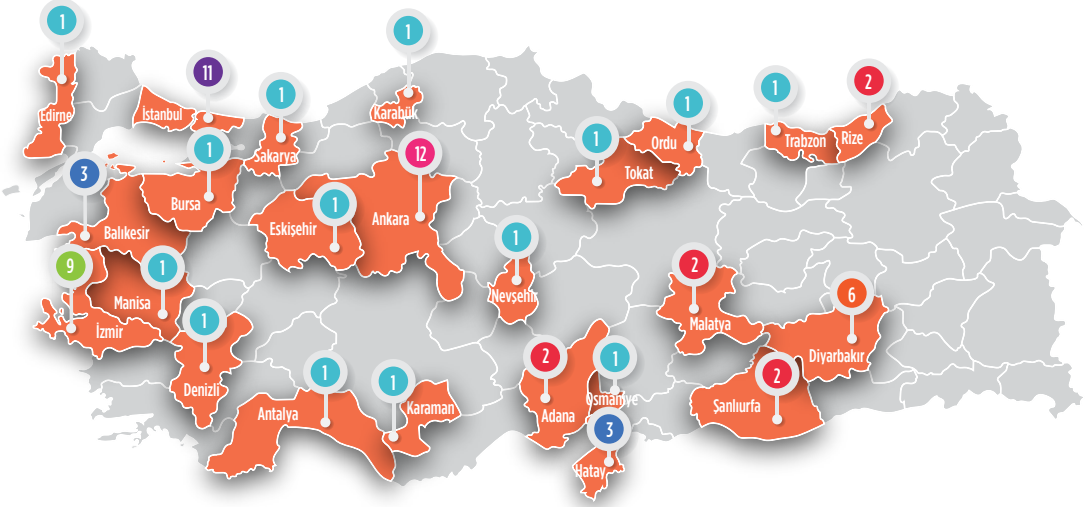 1
Edirne
11
İstanbul
1
Sakarya
1
Karabük
1
Bursa
3
Balıkesir
1
Eskişehir
12
Ankara
1
Ordu
1
Tokat
1
Trabzon
2
Rize
9
İzmir
1
Manisa
1
Denizli
1
Antalya
1
Karaman
1
Nevşehir
2
Adana
1
Osmaniye
3
Hatay
2
Malatya
6
Diyarbakır
2
Şanlıurfa